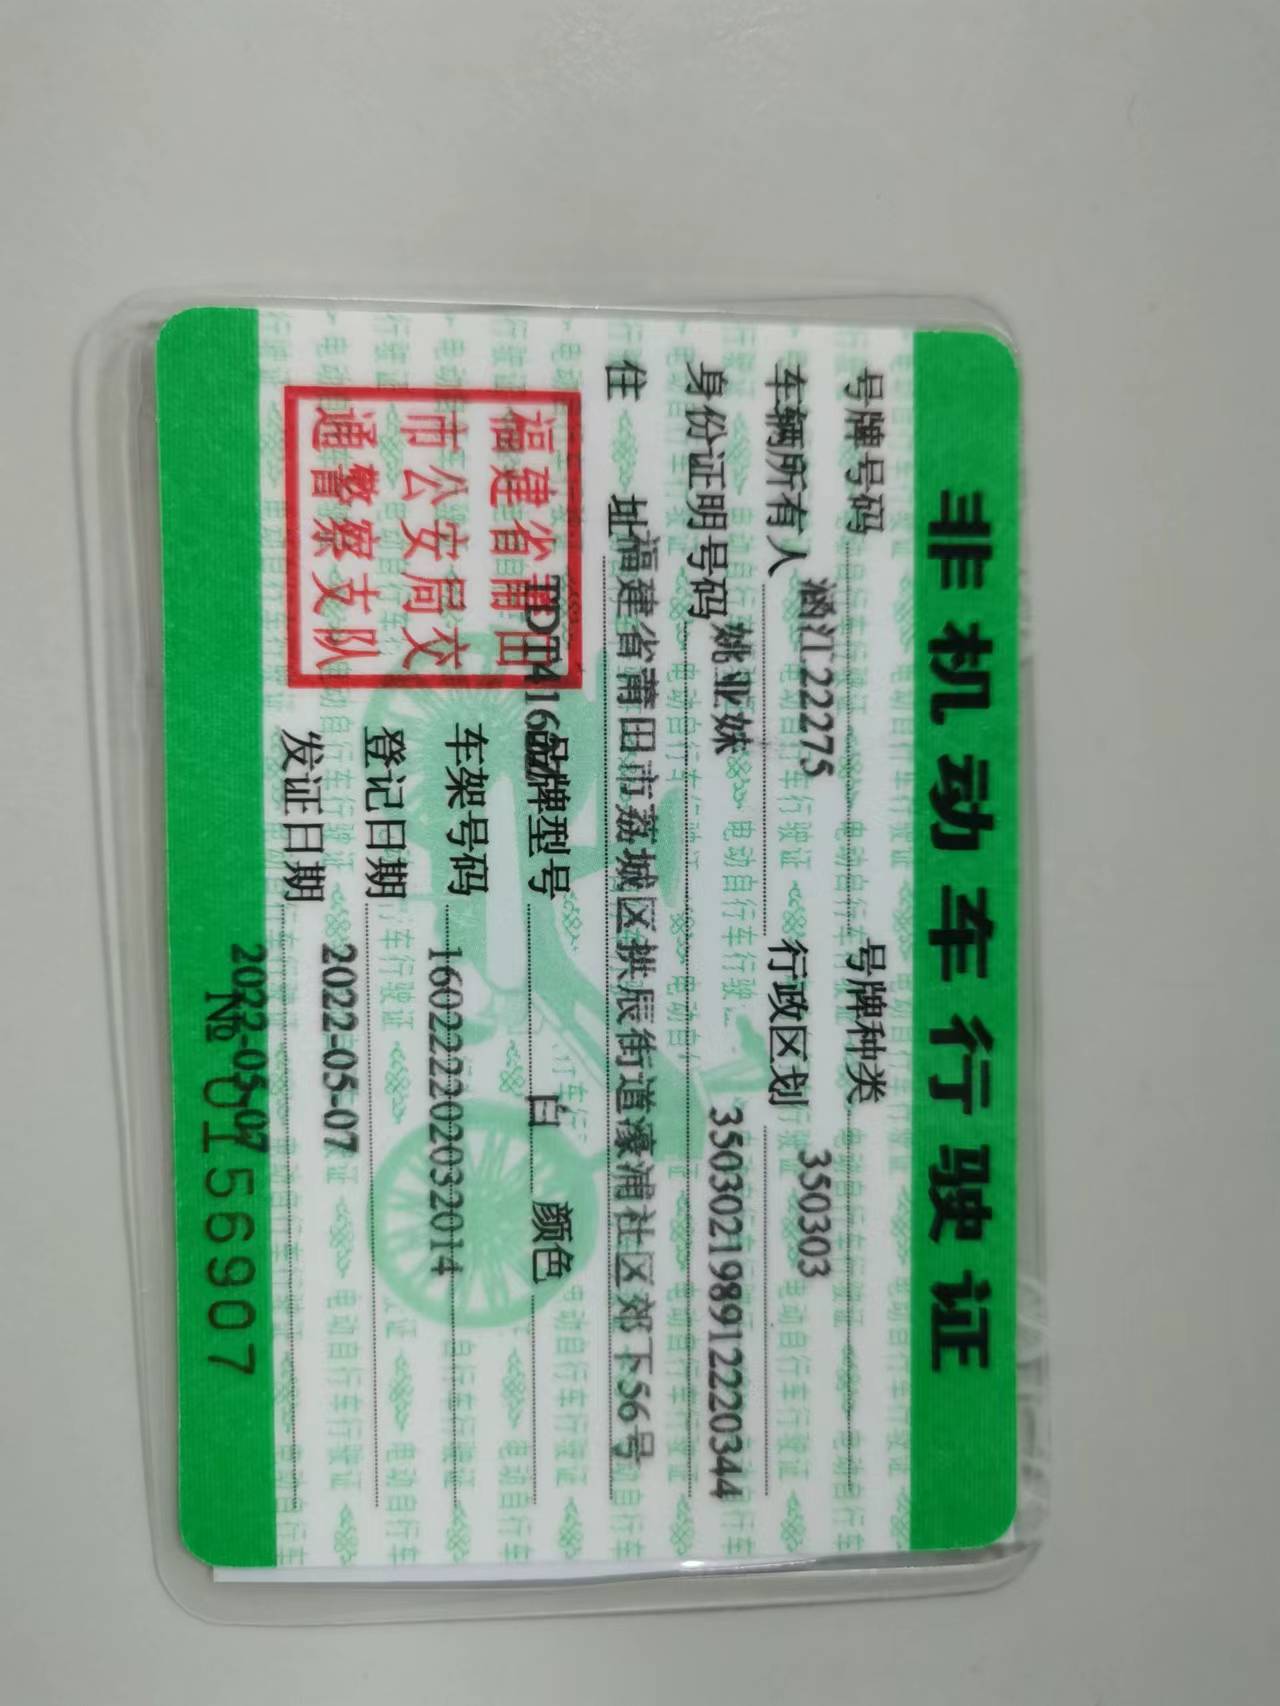 非机动车行驶证
号牌号码 涵江22275 号牌种类
车辆所有人 姚亚妹 行政区划 350303
身份证明号码 350302198912220344
住址 福建省莆田市荔城区拱辰街道濠浦社区郊下56号
福建省莆田
市公安局交
通警察支队
品牌型号 白 颜色
车架号码 160222202032014
登记日期 2022-05-07
发证日期 2022-05-07
№ 0156907